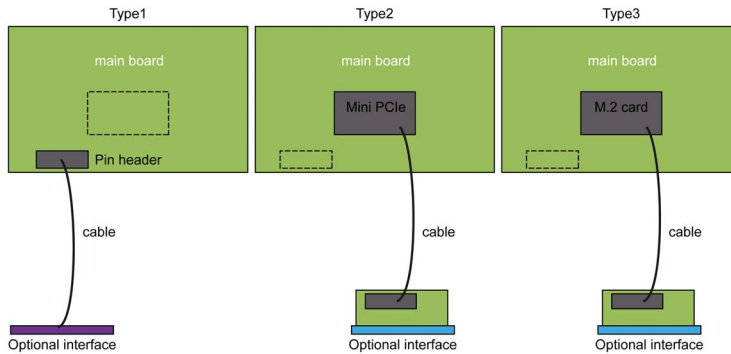 Type1
Type2
Type3
main board
main board
main board
Mini PCIe
M.2 card
Pin header
cable
cable
cable
Optional interface
Optional interface
Optional interface